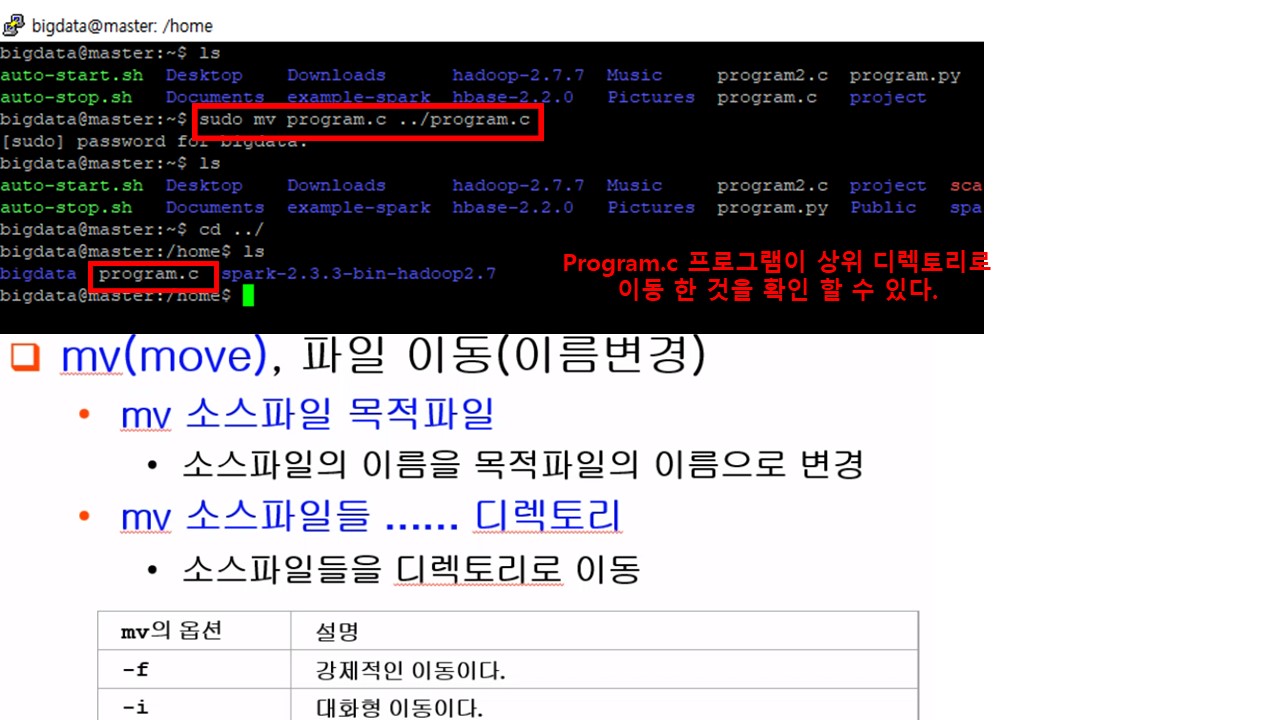 bigdata@master: /home
bigdata@master:~$ ls
auto-start.sh Desktop Downloads hadoop-2.7.7 Music program2.c program.py
auto-stop.sh Documents example-spark hbase-2.2.0 Pictures program.c project
bigdata@master:~$ sudo mv program.c ../program.c
[sudo] password for bigdata:
bigdata@master:~$ ls
auto-start.sh Desktop Downloads hadoop-2.7.7 Music program2.c project sca
auto-stop.sh Documents example-spark hbase-2.2.0 Pictures program.py Public spa
bigdata@master:~$ cd ../
bigdata@master:/home$ ls
bigdata program.c spark-2.3.3-bin-hadoop2.7
bigdata@master:/home$
Program.c 프로그램이 상위 디렉토리로
이동 한 것을 확인 할 수 있다.
mv(move), 파일 이동(이름변경)
• mv 소스파일 목적파일
• 소스파일의 이름을 목적파일의 이름으로 변경
• mv 소스파일들 ...... 디렉토리
• 소스파일들을 디렉토리로 이동
mv의 옵션 설명
-f 강제적인 이동이다.
-i 대화형 이동이다.